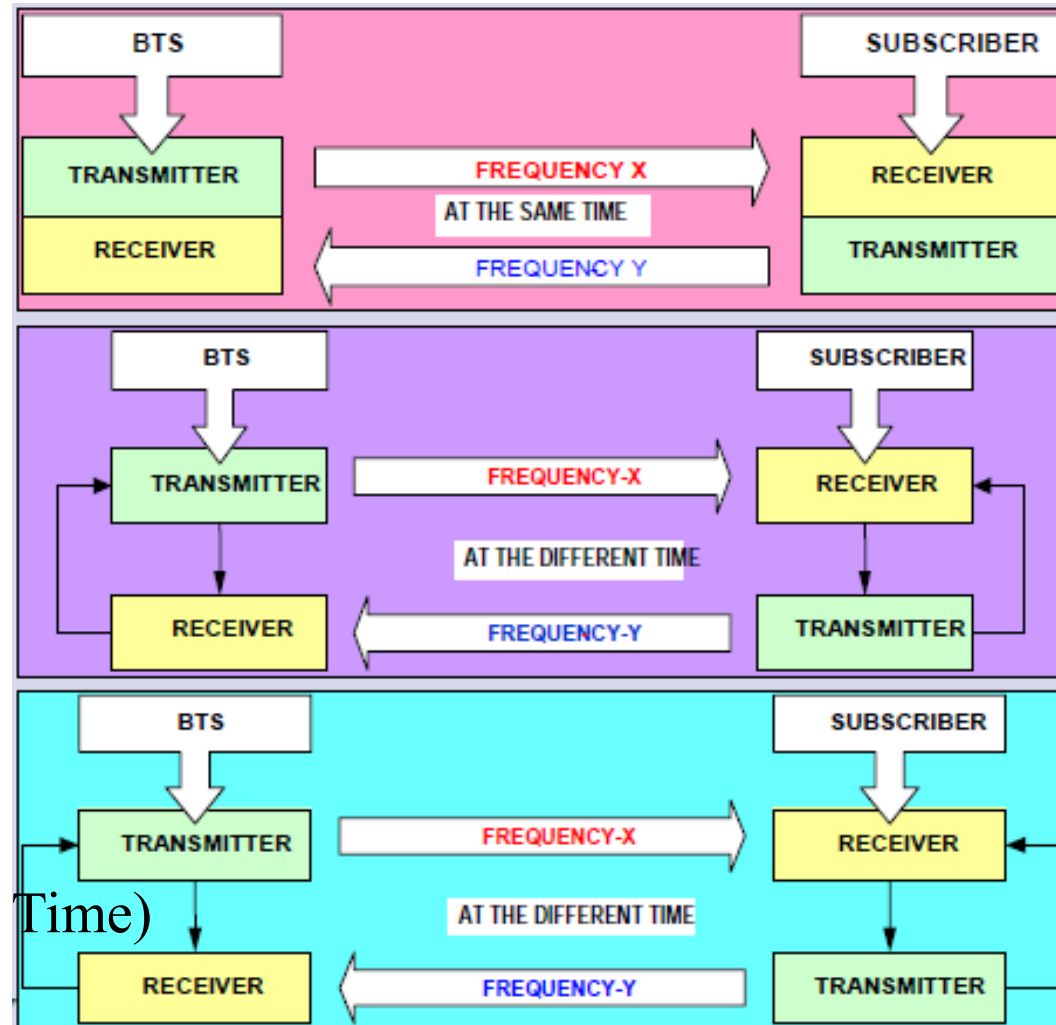 BTS
SUBSCRIBER
TRANSMITTER
FREQUENCY X
RECEIVER
AT THE SAME TIME
RECEIVER
FREQUENCY Y
TRANSMITTER
BTS
SUBSCRIBER
TRANSMITTER
FREQUENCY-X
RECEIVER
AT THE DIFFERENT TIME
RECEIVER
FREQUENCY-Y
TRANSMITTER
BTS
SUBSCRIBER
TRANSMITTER
FREQUENCY-X
RECEIVER
Time)
AT THE DIFFERENT TIME
RECEIVER
FREQUENCY-Y
TRANSMITTER